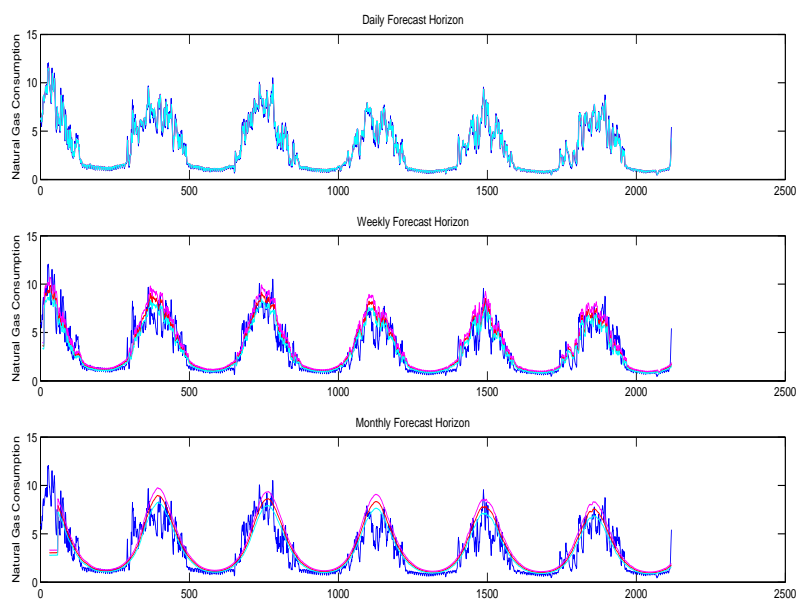 Daily Forecast Horizon
Natural Gas Consumption
15
10
5
0
0 500 1000 1500 2000 2500
Weekly Forecast Horizon
Natural Gas Consumption
15
10
5
0
0 500 1000 1500 2000 2500
Monthly Forecast Horizon
Natural Gas Consumption
15
10
5
0
0 500 1000 1500 2000 2500